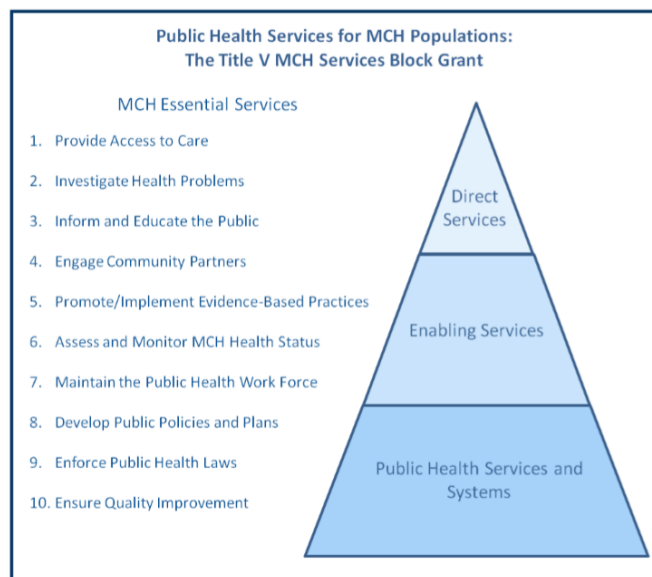 Public Health Services for MCH Populations:
The Title V MCH Services Block Grant
MCH Essential Services
1. Provide Access to Care
2. Investigate Health Problems
3. Inform and Educate the Public
4. Engage Community Partners
5. Promote/Implement Evidence-Based Practices
6. Assess and Monitor MCH Health Status
7. Maintain the Public Health Work Force
8. Develop Public Policies and Plans
9. Enforce Public Health Laws
10. Ensure Quality Improvement
Direct
Services
Enabling Services
Public Health Services and
Systems